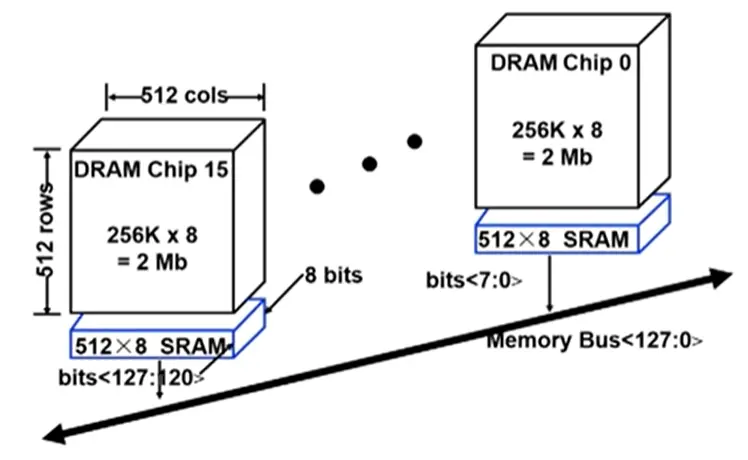 DRAM Chip 0
256K x 8
= 2 Mb
512×8 SRAM
bits<7:0>
512 cols
512 rows
DRAM Chip 15
256K x 8
= 2 Mb
8 bits
512×8 SRAM
bits<127:120>
Memory Bus<127:0>